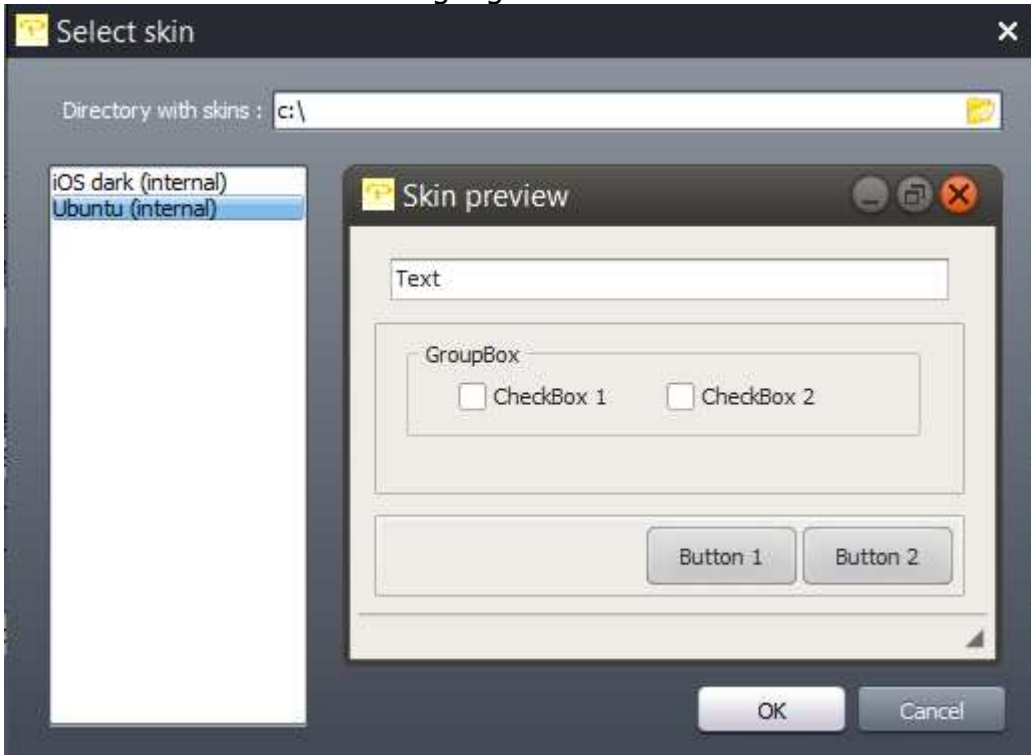 Select skin
Directory with skins : c:\
iOS dark (internal)
Ubuntu (internal)
Skin preview
Text
GroupBox
CheckBox 1 CheckBox 2
Button 1 Button 2
OK Cancel